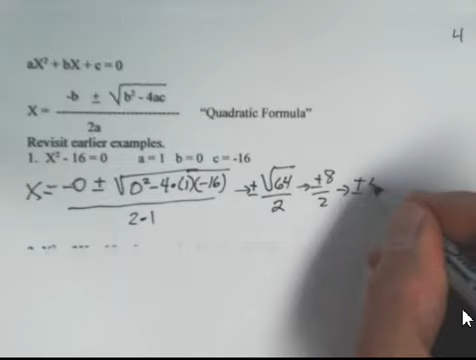 4
aX² + bX + c = 0
X = -b ± √b² - 4ac / 2a "Quadratic Formula"
Revisit earlier examples.
1. X² - 16 = 0 a = 1 b = 0 c = -16
X = -0 ± √0² - 4 • (1)(-16) / 2 • 1 → ± √64 / 2 → ±8 / 2 → ±